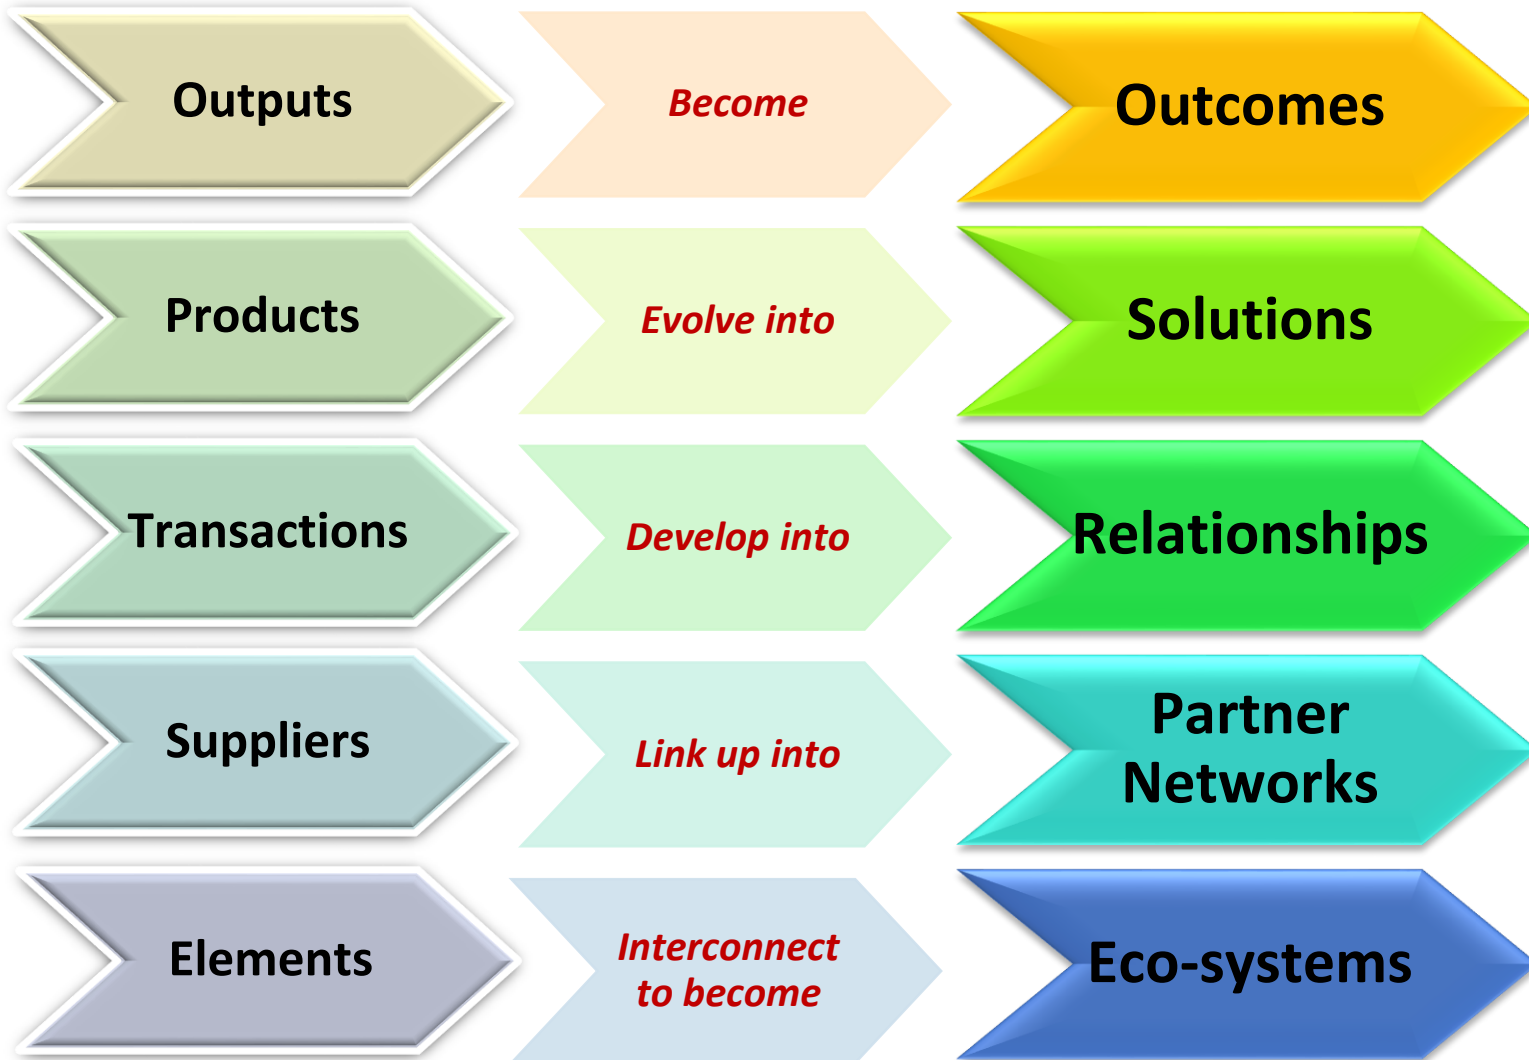 Outputs
Become
Outcomes
Products
Evolve into
Solutions
Transactions
Develop into
Relationships
Suppliers
Link up into
Partner
Networks
Elements
Interconnect
to become
Eco-systems